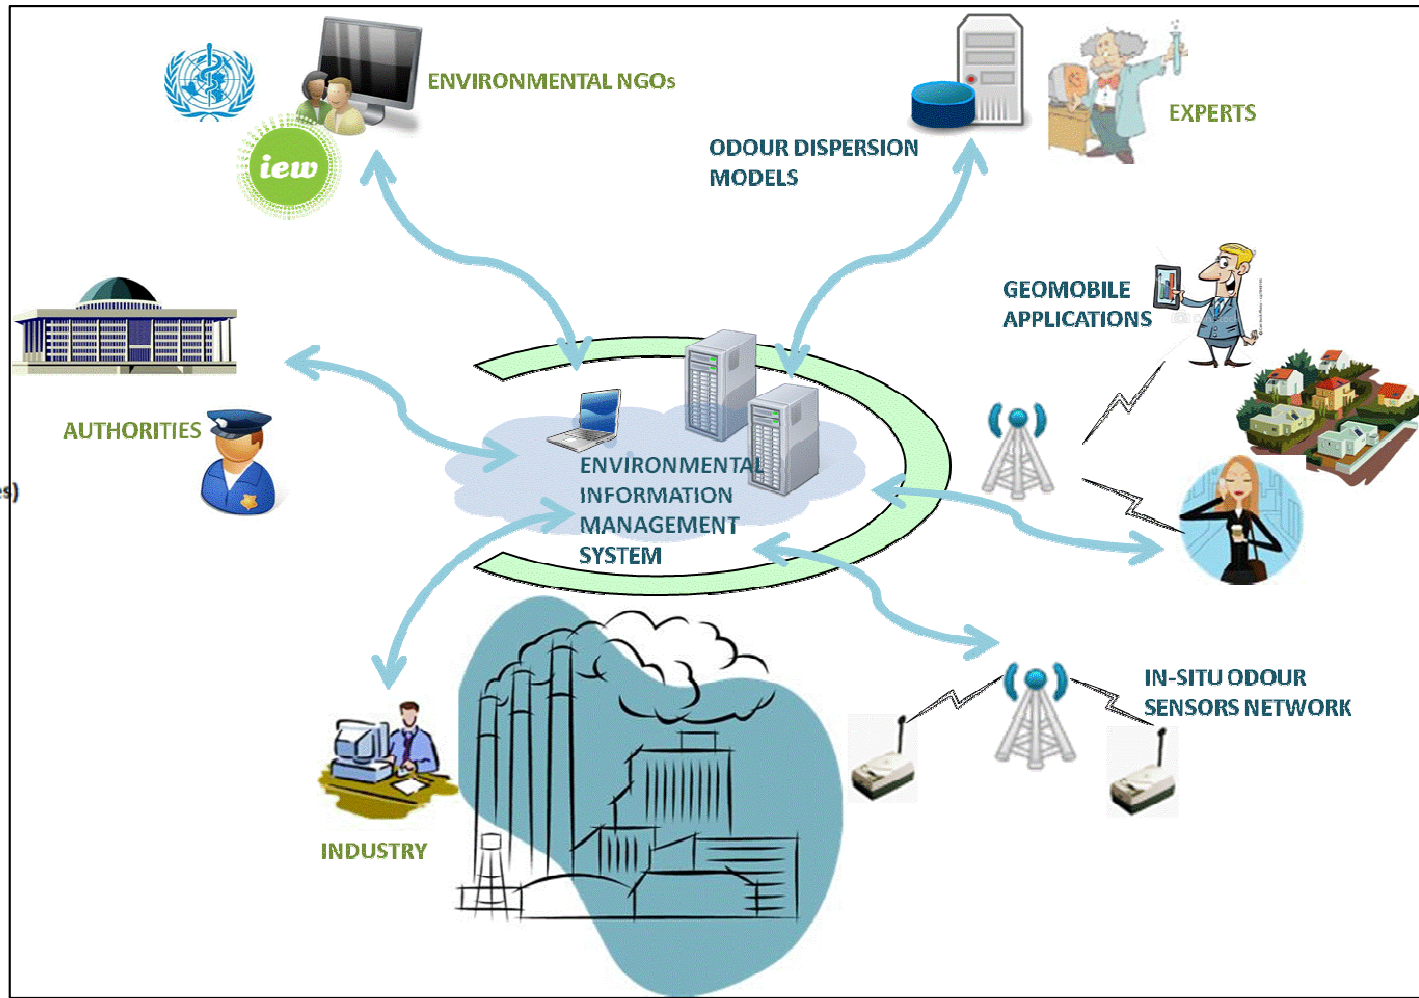 ENVIRONMENTAL NGOs
iew
EXPERTS
ODOUR DISPERSION
MODELS
GEOMOBILE
APPLICATIONS
AUTHORITIES
ENVIRONMENTAL
INFORMATION
MANAGEMENT
SYSTEM
IN-SITU ODOUR
SENSORS NETWORK
INDUSTRY